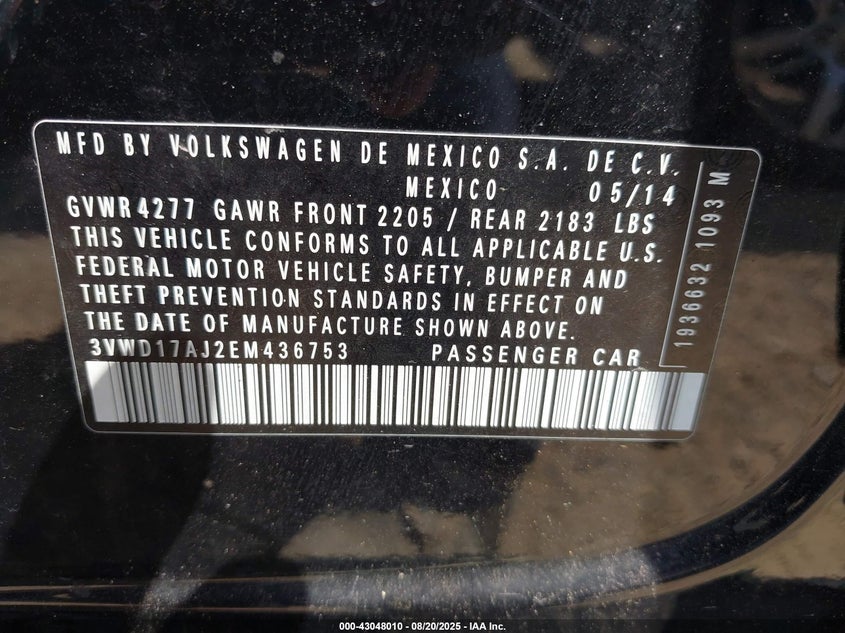 MFD BY VOLKSWAGEN DE MEXICO S.A. DE C.V.
MEXICO 05/14
GVWR 4277 GAWR FRONT 2205 / REAR 2183 LBS
THIS VEHICLE CONFORMS TO ALL APPLICABLE U.S.
FEDERAL MOTOR VEHICLE SAFETY, BUMPER AND
THEFT PREVENTION STANDARDS IN EFFECT ON
THE DATE OF MANUFACTURE SHOWN ABOVE.
3VWD17AJ2EM436753 PASSENGER CAR
1936632 1093 M
000-43048010 - 08/20/2025 - IAA Inc.